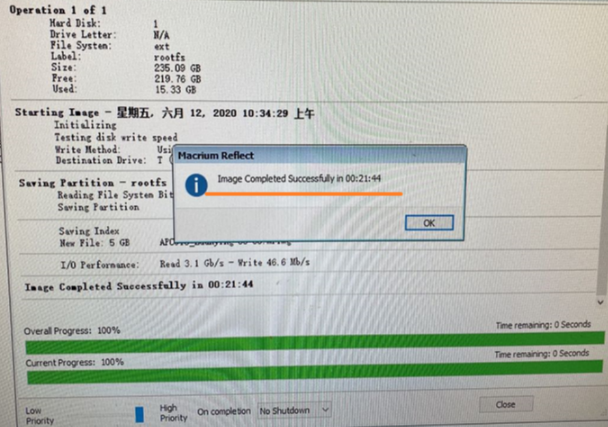 Operation 1 of 1
Hard Disk: 1
Drive Letter: N/A
File System: ext
Label: rootfs
Size: 235.09 GB
Free: 219.76 GB
Used: 15.33 GB
Starting Image - 星期五, 六月 12, 2020 10:34:29 上午
Initializing
Testing disk write speed
Write Method: Usi
Destination Drive: T (
Macrium Reflect
Image Completed Successfully in 00:21:44
OK
Saving Partition - rootfs
Reading File System Bit
Saving Partition
Saving Index
New File: 5 GB
I/O Performance: Read 3.1 Gb/s - Write 46.6 Mb/s
Image Completed Successfully in 00:21:44
Overall Progress: 100% Time remaining: 0 Seconds
Current Progress: 100% Time remaining: 0 Seconds
Low Priority High Priority On completion No Shutdown Close